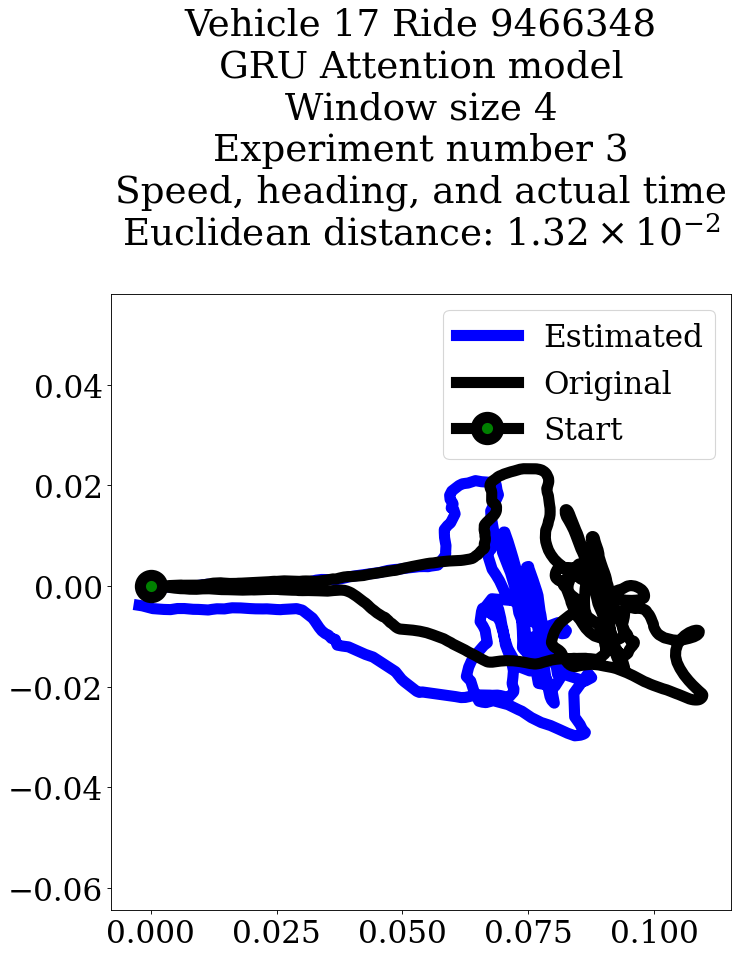 Vehicle 17 Ride 9466348
GRU Attention model
Window size 4
Experiment number 3
Speed, heading, and actual time
Euclidean distance: 1.32 × 10⁻²
Estimated
Original
Start
0.04
0.02
0.00
−0.02
−0.04
−0.06
0.000 0.025 0.050 0.075 0.100